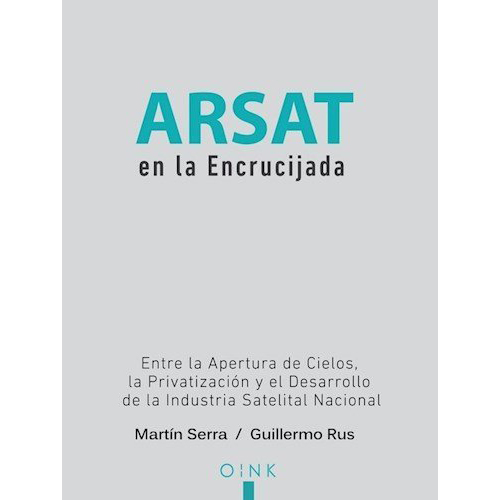 ARSAT
en la Encrucijada
Entre la Apertura de Cielos,
la Privatización y el Desarrollo
de la Industria Satelital Nacional
Martín Serra / Guillermo Rus
OINK